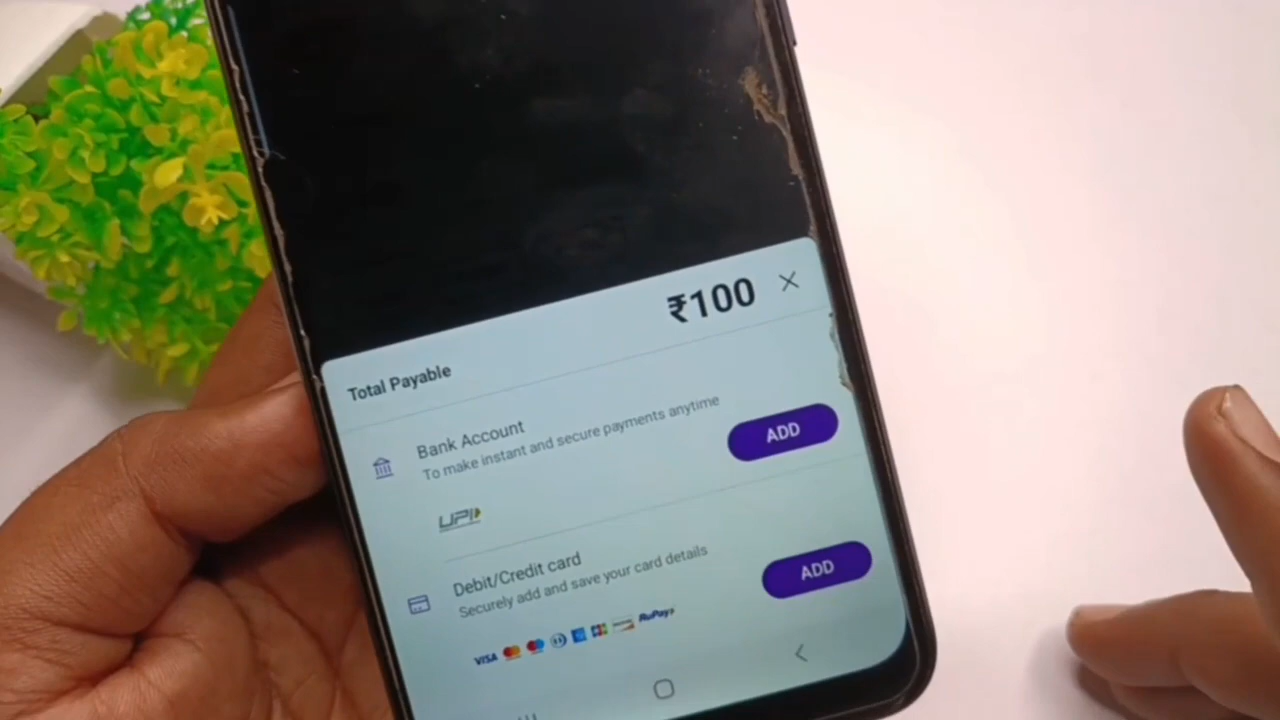 ₹100
Total Payable
Bank Account
To make instant and secure payments anytime
ADD
UPI
Debit/Credit card
Securely add and save your card details
ADD
VISA RuPay